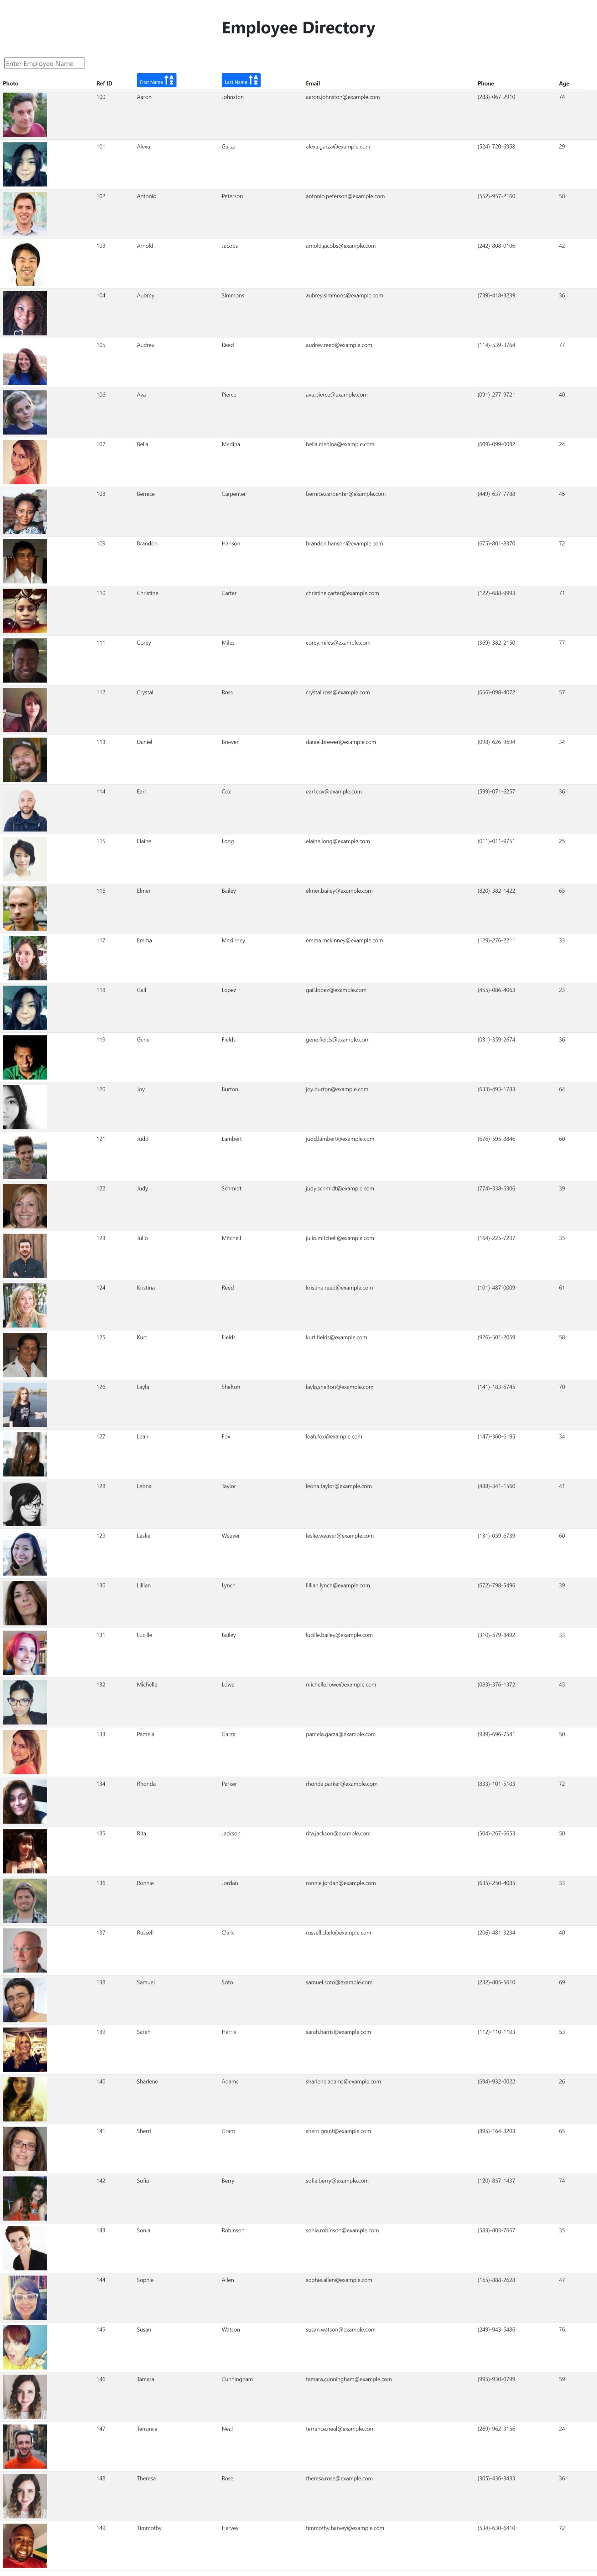 Employee Directory
Enter Employee Name
Photo Ref ID First Name Last Name Email Phone Age
100 Aaron Johnston aaron.johnston@example.com (283)-067-2910 74
101 Alexa Garza alexa.garza@example.com (524)-720-6958 29
102 Antonio Peterson antonio.peterson@example.com (552)-957-2160 58
103 Arnold Jacobs arnold.jacobs@example.com (242)-808-0106 42
104 Aubrey Simmons aubrey.simmons@example.com (739)-418-3239 36
105 Audrey Reed audrey.reed@example.com (114)-539-3764 77
106 Ava Pierce ava.pierce@example.com (091)-277-9721 40
107 Bella Medina bella.medina@example.com (609)-099-0082 24
108 Bernice Carpenter bernice.carpenter@example.com (449)-637-7788 45
109 Brandon Hanson brandon.hanson@example.com (675)-801-8370 72
110 Christine Carter christine.carter@example.com (122)-688-9993 71
111 Corey Miles corey.miles@example.com (369)-382-2150 77
112 Crystal Ross crystal.ross@example.com (656)-098-4072 57
113 Daniel Brewer daniel.brewer@example.com (098)-626-9694 34
114 Earl Cox earl.cox@example.com (599)-071-6257 36
115 Elaine Long elaine.long@example.com (011)-011-9751 25
116 Elmer Bailey elmer.bailey@example.com (820)-382-1422 65
117 Emma Mckinney emma.mckinney@example.com (129)-276-2211 33
118 Gail Lopez gail.lopez@example.com (455)-086-4063 23
119 Gene Fields gene.fields@example.com (031)-359-2674 36
120 Joy Burton joy.burton@example.com (633)-493-1783 64
121 Judd Lambert judd.lambert@example.com (676)-595-8846 60
122 Judy Schmidt judy.schmidt@example.com (774)-338-5306 39
123 Julio Mitchell julio.mitchell@example.com (164)-225-7237 35
124 Kristina Reed kristina.reed@example.com (101)-487-0009 61
125 Kurt Fields kurt.fields@example.com (926)-501-2059 58
126 Layla Shelton layla.shelton@example.com (141)-183-5745 70
127 Leah Fox leah.fox@example.com (147)-360-6195 34
128 Leona Taylor leona.taylor@example.com (488)-341-1560 41
129 Leslie Weaver leslie.weaver@example.com (131)-059-6739 60
130 Lillian Lynch lillian.lynch@example.com (672)-798-5496 39
131 Lucille Bailey lucille.bailey@example.com (310)-579-8492 33
132 Michelle Lowe michelle.lowe@example.com (083)-376-1372 45
133 Pamela Garza pamela.garza@example.com (989)-696-7541 50
134 Rhonda Parker rhonda.parker@example.com (833)-101-5103 72
135 Rita Jackson rita.jackson@example.com (504)-267-6653 50
136 Ronnie Jordan ronnie.jordan@example.com (635)-250-4085 33
137 Russell Clark russell.clark@example.com (206)-481-3234 40
138 Samuel Soto samuel.soto@example.com (232)-805-5610 69
139 Sarah Harris sarah.harris@example.com (112)-110-1103 53
140 Sharlene Adams sharlene.adams@example.com (694)-932-0022 26
141 Sherri Grant sherri.grant@example.com (895)-164-3203 65
142 Sofia Berry sofia.berry@example.com (120)-857-1437 74
143 Sonia Robinson sonia.robinson@example.com (583)-803-7667 35
144 Sophie Allen sophie.allen@example.com (165)-888-2628 47
145 Susan Watson susan.watson@example.com (249)-943-5486 76
146 Tamara Cunningham tamara.cunningham@example.com (995)-930-0799 59
147 Terrance Neal terrance.neal@example.com (269)-962-3156 24
148 Theresa Rose theresa.rose@example.com (305)-436-3433 36
149 Timmothy Harvey timmothy.harvey@example.com (534)-630-6410 72